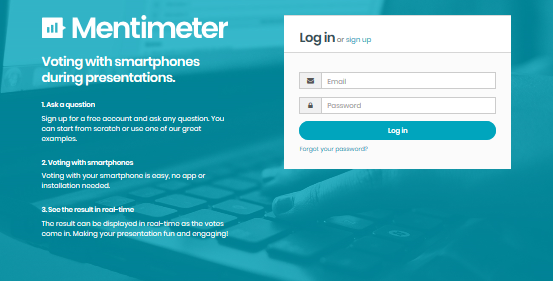 Mentimeter
Voting with smartphones
during presentations.
1. Ask a question
Sign up for a free account and ask any question. You
can start from scratch or use one of our great
examples.
2. Voting with smartphones
Voting with your smartphone is easy, no app or
installation needed.
3. See the result in real-time
The result can be displayed in real-time as the votes
come in. Making your presentation fun and engaging!
Log in or sign up
Email
Password
Log in
Forgot your password?